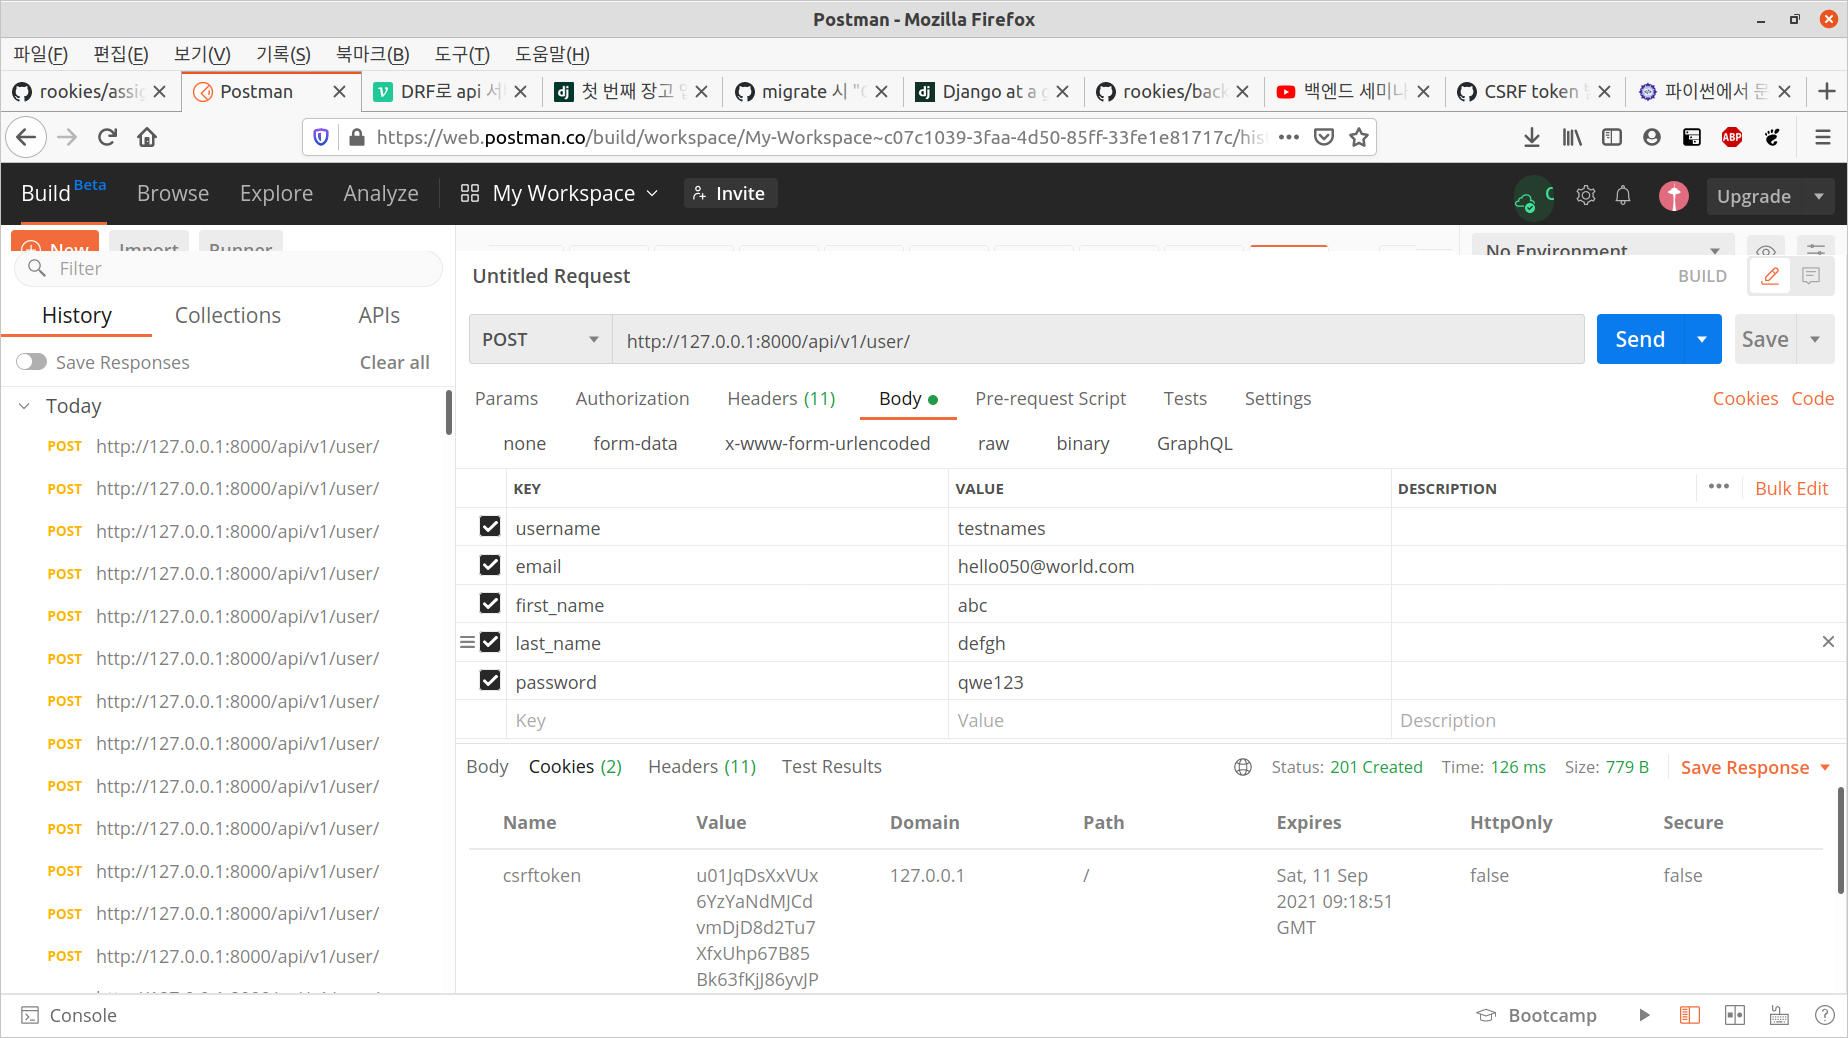 Postman - Mozilla Firefox
파일(F) 편집(E) 보기(V) 기록(S) 북마크(B) 도구(T) 도움말(H)
rookies/assig Postman DRF로 api 서 첫 번째 장고 migrate 시 Django at a rookies/back 백엔드 세미나 CSRF token 파이썬에서 문
https://web.postman.co/build/workspace/My-Workspace~c07c1039-3faa-4d50-85ff-33fe1e81717c/his
ABP
Build Beta Browse Explore Analyze My Workspace Invite Upgrade
New Import Runner No Environment
Filter
Untitled Request BUILD
History Collections APIs
POST http://127.0.0.1:8000/api/v1/user/ Send Save
Save Responses Clear all
Params Authorization Headers (11) Body Pre-request Script Tests Settings Cookies Code
Today
none form-data x-www-form-urlencoded raw binary GraphQL
POST http://127.0.0.1:8000/api/v1/user/
POST http://127.0.0.1:8000/api/v1/user/
POST http://127.0.0.1:8000/api/v1/user/
POST http://127.0.0.1:8000/api/v1/user/
POST http://127.0.0.1:8000/api/v1/user/
POST http://127.0.0.1:8000/api/v1/user/
POST http://127.0.0.1:8000/api/v1/user/
POST http://127.0.0.1:8000/api/v1/user/
POST http://127.0.0.1:8000/api/v1/user/
POST http://127.0.0.1:8000/api/v1/user/
POST http://127.0.0.1:8000/api/v1/user/
POST http://127.0.0.1:8000/api/v1/user/
POST http://127.0.0.1:8000/api/v1/user/
KEY VALUE DESCRIPTION ••• Bulk Edit
username testnames
email hello050@world.com
first_name abc
last_name defgh
password qwe123
Key Value Description
Body Cookies (2) Headers (11) Test Results Status: 201 Created Time: 126 ms Size: 779 B Save Response
Name Value Domain Path Expires HttpOnly Secure
csrftoken u01JqDsXxVUx 127.0.0.1 / Sat, 11 Sep false false
6YzYaNdMJCd 2021 09:18:51
vmDjD8d2Tu7 GMT
XfxUhp67B85
Bk63fKjJ86yvJP
Console Bootcamp